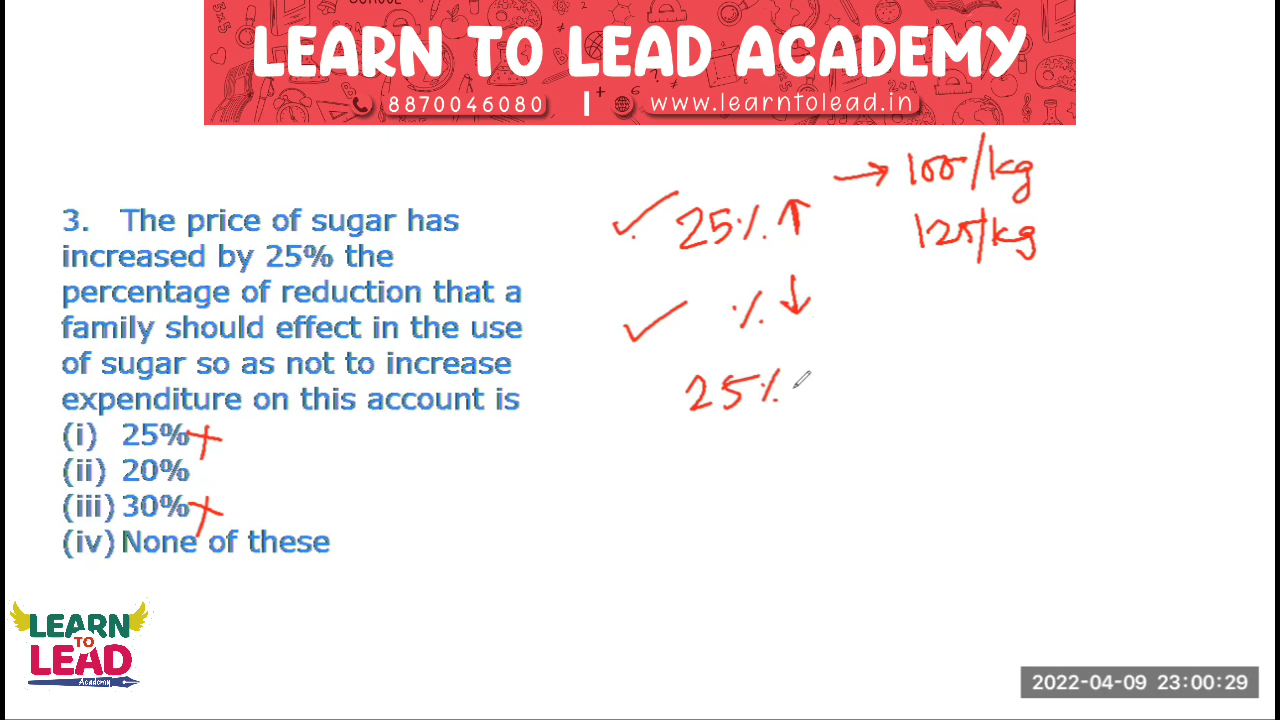 SCHOOL
LEARN TO LEAD ACADEMY
8870046080 | www.learntolead.in
3. The price of sugar has
increased by 25% the
percentage of reduction that a
family should effect in the use
of sugar so as not to increase
expenditure on this account is
(i) 25%
(ii) 20%
(iii) 30%
(iv) None of these
→ 100/kg
25% ↑
125/kg
% ↓
25%
LEARN
TO
LEAD
Academy
2022-04-09 23:00:29